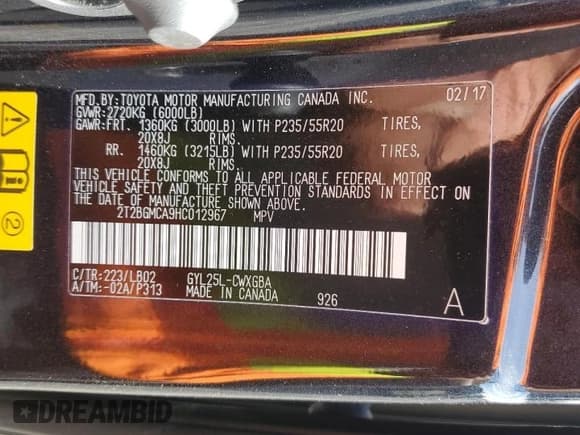 MFD.BY:TOYOTA MOTOR MANUFACTURING CANADA INC. 02/17
GVWR:2720KG (6000LB)
GAWR:FRT. 1360KG (3000LB) WITH P235/55R20 TIRES,
20X8J RIMS.
RR. 1460KG (3215LB) WITH P235/55R20 TIRES,
20X8J RIMS.
THIS VEHICLE CONFORMS TO ALL APPLICABLE FEDERAL MOTOR
VEHICLE SAFETY AND THEFT PREVENTION STANDARDS IN EFFECT ON
THE DATE OF MANUFACTURE SHOWN ABOVE.
2T2BGMCA9HC012967 MPV
C/TR:223/LB02 GYL25L-CWXGBA
A/TM:-02A/P313 MADE IN CANADA 926
A
2
DREAMBID